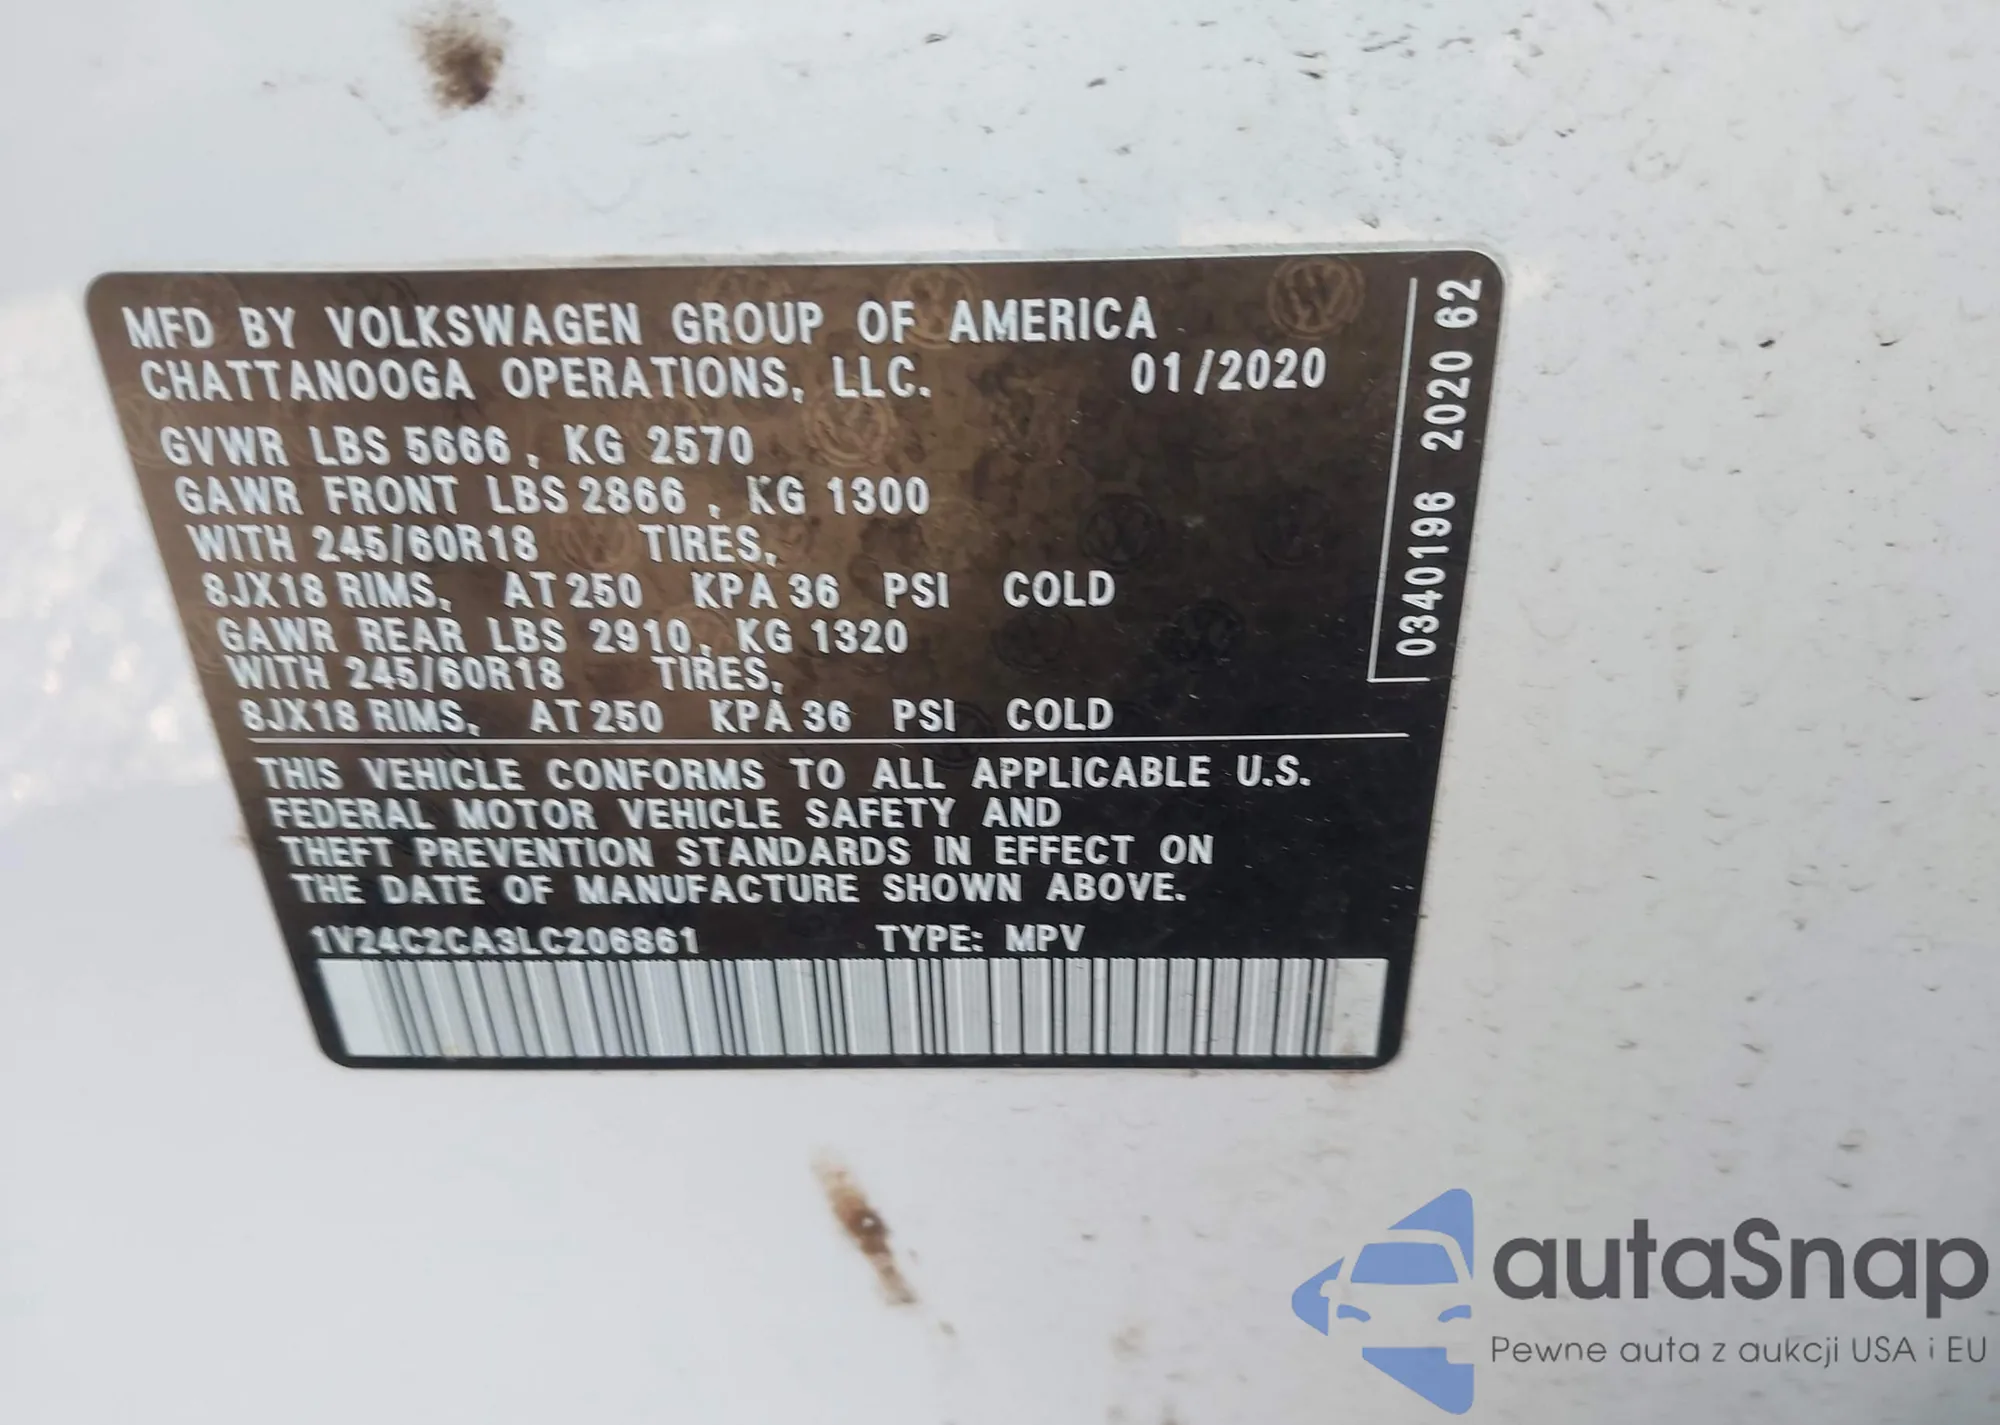 MFD BY VOLKSWAGEN GROUP OF AMERICA
CHATTANOOGA OPERATIONS, LLC. 01/2020
GVWR LBS 5666 , KG 2570
GAWR FRONT LBS 2866 , KG 1300
WITH 245/60R18 TIRES,
8JX18 RIMS, AT 250 KPA 36 PSI COLD
GAWR REAR LBS 2910, KG 1320
WITH 245/60R18 TIRES,
8JX18 RIMS, AT 250 KPA 36 PSI COLD
THIS VEHICLE CONFORMS TO ALL APPLICABLE U.S.
FEDERAL MOTOR VEHICLE SAFETY AND
THEFT PREVENTION STANDARDS IN EFFECT ON
THE DATE OF MANUFACTURE SHOWN ABOVE.
1V24C2CA3LC206861 TYPE: MPV
0340196 2020 62
autaSnap
Pewne auta z aukcji USA i EU